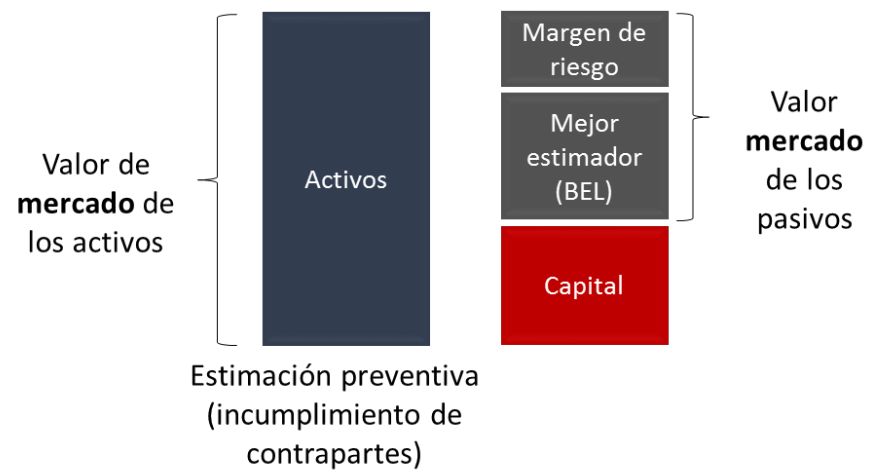 Valor de
mercado de
los activos
Activos
Estimación preventiva
(incumplimiento de
contrapartes)
Margen de
riesgo
Mejor
estimador
(BEL)
Capital
Valor
mercado
de los
pasivos